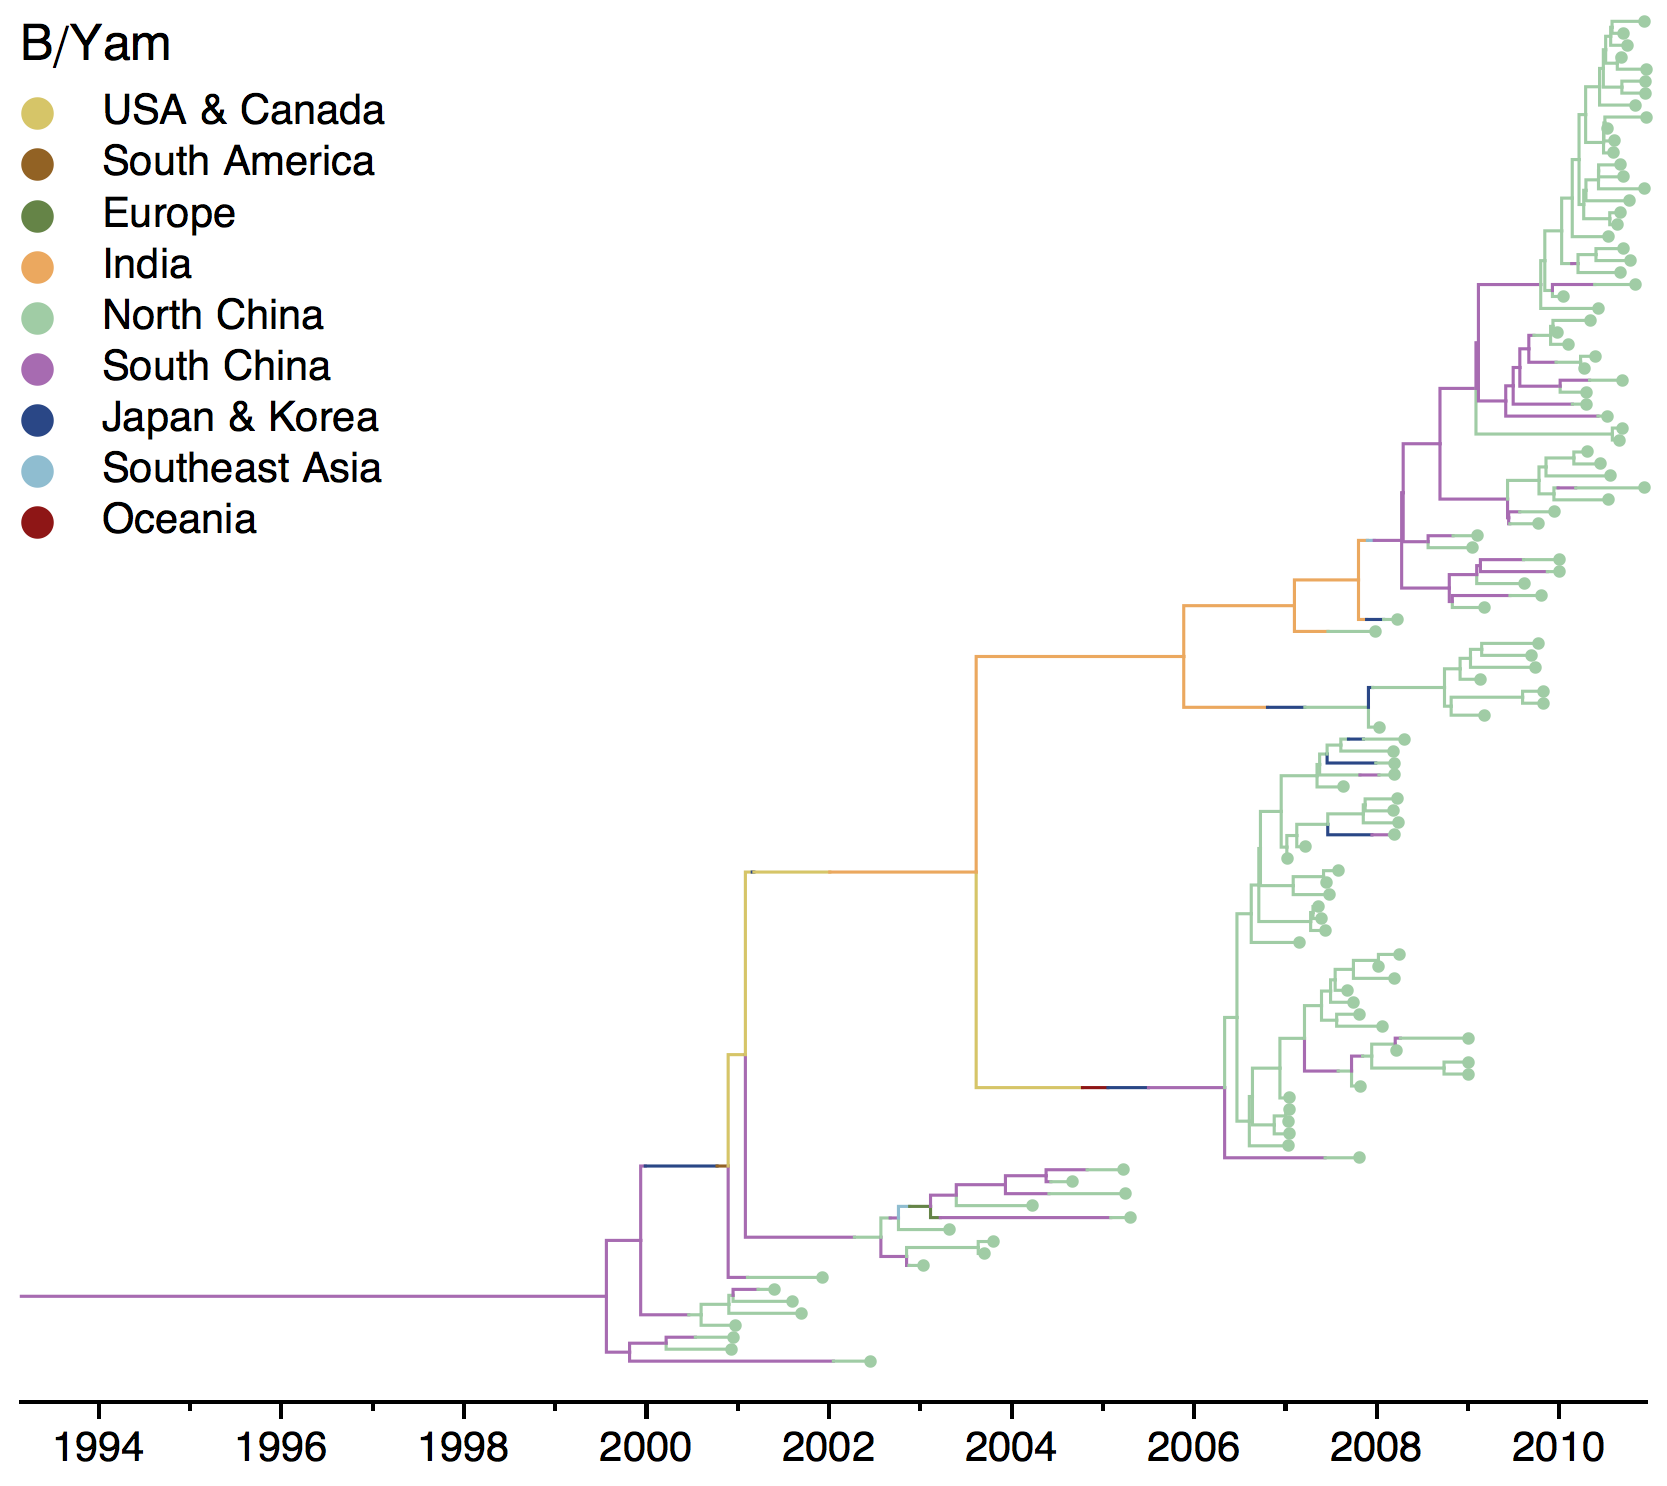 B/Yam
USA & Canada
South America
Europe
India
North China
South China
Japan & Korea
Southeast Asia
Oceania
1994 1996 1998 2000 2002 2004 2006 2008 2010